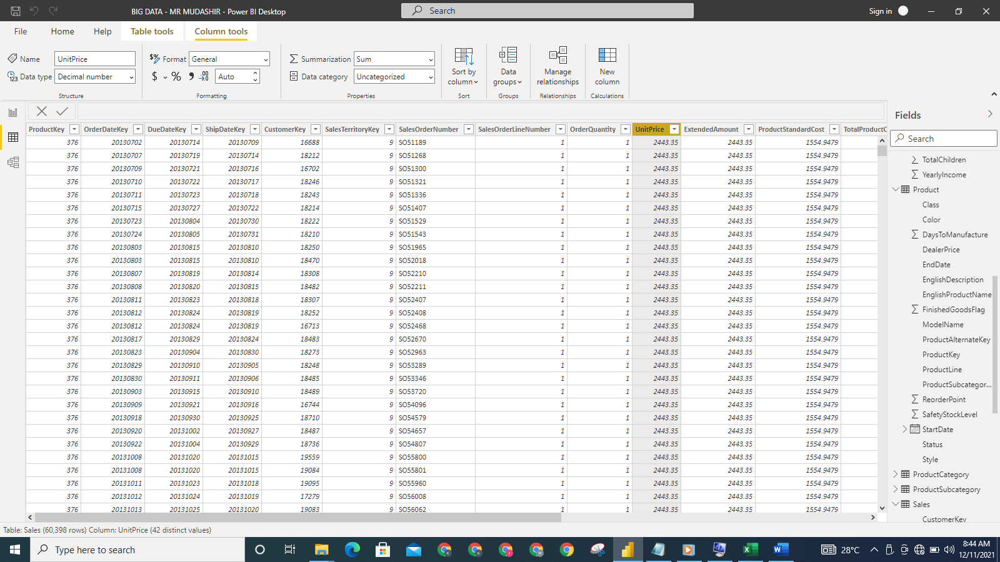 BIG DATA - MR MUDASHIR - Power BI Desktop
Search
Sign in
File Home Help Table tools Column tools
Name UnitPrice
Data type Decimal number
Structure
$% Format General
$ % 9 .00 Auto
Formatting
Summarization Sum
Data category Uncategorized
Properties
Sort by column
Sort
Data groups
Groups
Manage relationships
Relationships
New column
Calculations
ProductKey OrderDateKey DueDateKey ShipDateKey CustomerKey SalesTerritoryKey SalesOrderNumber SalesOrderLineNumber OrderQuantity UnitPrice ExtendedAmount ProductStandardCost TotalProductC
376 20130702 20130714 20130709 16688 9 SO51189 1 1 2443.35 2443.35 1554.9479
376 20130707 20130719 20130714 18212 9 SO51268 1 1 2443.35 2443.35 1554.9479
376 20130709 20130721 20130716 16702 9 SO51300 1 1 2443.35 2443.35 1554.9479
376 20130710 20130722 20130717 18246 9 SO51321 1 1 2443.35 2443.35 1554.9479
376 20130711 20130723 20130718 18243 9 SO51336 1 1 2443.35 2443.35 1554.9479
376 20130715 20130727 20130722 18214 9 SO51407 1 1 2443.35 2443.35 1554.9479
376 20130723 20130804 20130730 18222 9 SO51529 1 1 2443.35 2443.35 1554.9479
376 20130724 20130805 20130731 18210 9 SO51543 1 1 2443.35 2443.35 1554.9479
376 20130803 20130815 20130810 18250 9 SO51965 1 1 2443.35 2443.35 1554.9479
376 20130803 20130815 20130810 18470 9 SO52018 1 1 2443.35 2443.35 1554.9479
376 20130807 20130819 20130814 18308 9 SO52210 1 1 2443.35 2443.35 1554.9479
376 20130808 20130820 20130815 18482 9 SO52211 1 1 2443.35 2443.35 1554.9479
376 20130811 20130823 20130818 18307 9 SO52407 1 1 2443.35 2443.35 1554.9479
376 20130812 20130824 20130819 18252 9 SO52408 1 1 2443.35 2443.35 1554.9479
376 20130812 20130824 20130819 16713 9 SO52468 1 1 2443.35 2443.35 1554.9479
376 20130817 20130829 20130824 18483 9 SO52670 1 1 2443.35 2443.35 1554.9479
376 20130823 20130904 20130830 18273 9 SO52963 1 1 2443.35 2443.35 1554.9479
376 20130829 20130910 20130905 18248 9 SO53289 1 1 2443.35 2443.35 1554.9479
376 20130830 20130911 20130906 18485 9 SO53346 1 1 2443.35 2443.35 1554.9479
376 20130903 20130915 20130910 18489 9 SO53720 1 1 2443.35 2443.35 1554.9479
376 20130909 20130921 20130916 16744 9 SO54096 1 1 2443.35 2443.35 1554.9479
376 20130918 20130930 20130925 18710 9 SO54579 1 1 2443.35 2443.35 1554.9479
376 20130920 20131002 20130927 18487 9 SO54657 1 1 2443.35 2443.35 1554.9479
376 20130922 20131004 20130929 18736 9 SO54807 1 1 2443.35 2443.35 1554.9479
376 20131008 20131020 20131015 19559 9 SO55800 1 1 2443.35 2443.35 1554.9479
376 20131008 20131020 20131015 19084 9 SO55801 1 1 2443.35 2443.35 1554.9479
376 20131011 20131023 20131018 19095 9 SO55960 1 1 2443.35 2443.35 1554.9479
376 20131012 20131024 20131019 17279 9 SO56008 1 1 2443.35 2443.35 1554.9479
376 20131013 20131025 20131020 19083 9 SO56062 1 1 2443.35 2443.35 1554.9479
Fields
Search
TotalChildren
YearlyIncome
Product
Class
Color
DaysToManufacture
DealerPrice
EndDate
EnglishDescription
EnglishProductName
FinishedGoodsFlag
ModelName
ProductAlternateKey
ProductKey
ProductLine
ProductSubcategor...
ReorderPoint
SafetyStockLevel
StartDate
Status
Style
ProductCategory
ProductSubcategory
Sales
CustomerKey
Table: Sales (60,398 rows) Column: UnitPrice (42 distinct values)
Type here to search
28°C
8:44 AM
12/11/2021